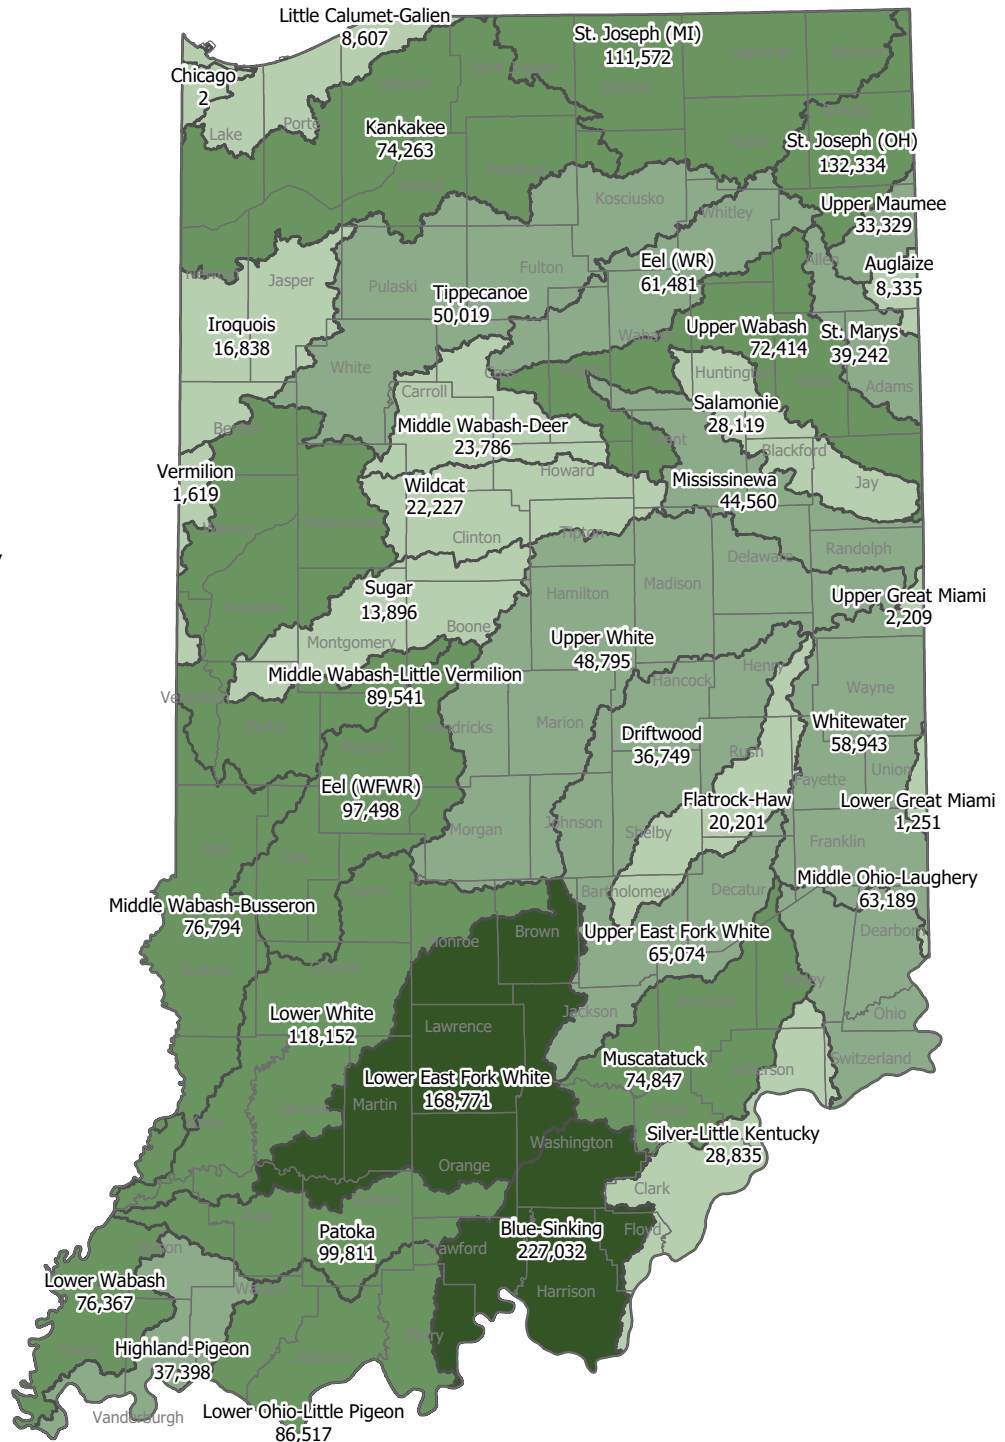 Little Calumet-Galien
8,607
St. Joseph (MI)
111,572
Chicago
2
Lake
Porte
Kankakee
74,263
St. Joseph (OH)
132,334
Kosciusko
Whitley
Upper Maumee
33,329
Allen
Auglaize
8,335
Jasper
Pulaski
Fulton
Eel (WR)
61,481
Tippecanoe
50,019
Iroquois
16,838
Upper Wabash
72,414
St. Marys
39,242
White
Cass
Huntington
Adams
Carroll
Salamonie
28,119
Middle Wabash-Deer
23,786
Blackford
Vermilion
1,619
Howard
Mississinewa
44,560
Jay
Wildcat
22,227
Clinton
Tipton
Delaware
Randolph
Sugar
13,896
Hamilton
Madison
Upper Great Miami
2,209
Montgomery
Boone
Upper White
48,795
Henry
Hancock
Middle Wabash-Little Vermilion
89,541
Wayne
Hendricks
Marion
Driftwood
36,749
Rush
Whitewater
58,943
Union
Fayette
Eel (WFWR)
97,498
Flatrock-Haw
20,201
Lower Great Miami
1,251
Morgan
Johnson
Shelby
Franklin
Bartholomew
Decatur
Middle Ohio-Laughery
63,189
Middle Wabash-Busseron
76,794
Monroe
Brown
Upper East Fork White
65,074
Dearborn
Ripley
Lower White
118,152
Lawrence
Jackson
Ohio
Muscatatuck
74,847
Jefferson
Switzerland
Lower East Fork White
168,771
Martin
Washington
Silver-Little Kentucky
28,835
Orange
Clark
Patoka
99,811
Blue-Sinking
227,032
Floyd
Crawford
Lower Wabash
76,367
Harrison
Perry
Highland-Pigeon
37,398
Vanderburgh
Lower Ohio-Little Pigeon
86,517